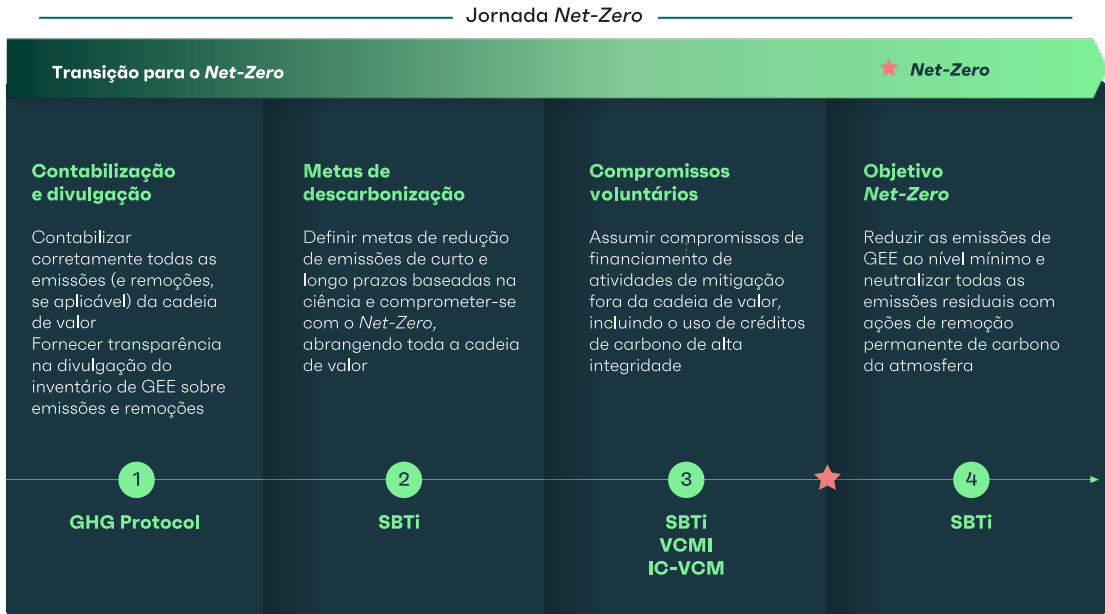 Jornada Net-Zero
Transição para o Net-Zero
Net-Zero
Contabilização
e divulgação
Contabilizar
corretamente todas as
emissões (e remoções,
se aplicável) da cadeia
de valor
Fornecer transparência
na divulgação do
inventário de GEE sobre
emissões e remoções
1
GHG Protocol
Metas de
descarbonização
Definir metas de redução
de emissões de curto e
longo prazos baseadas na
ciência e comprometer-se
com o Net-Zero,
abrangendo toda a cadeia
de valor
2
SBTi
Compromissos
voluntários
Assumir compromissos de
financiamento de
atividades de mitigação
fora da cadeia de valor,
incluindo o uso de créditos
de carbono de alta
integridade
3
SBTi
VCMI
IC-VCM
Objetivo
Net-Zero
Reduzir as emissões de
GEE ao nível mínimo e
neutralizar todas as
emissões residuais com
ações de remoção
permanente de carbono
da atmosfera
4
SBTi